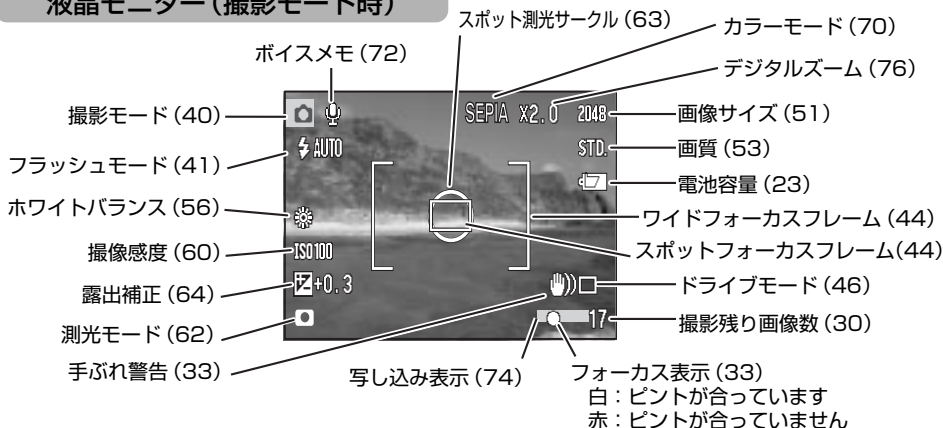 液晶モニター（撮影モード時）
スポット測光サークル（63）
カラーモード（70）
ボイスメモ（72）
デジタルズーム（76）
撮影モード（40）
SEPIA X2.0 2048
画像サイズ（51）
フラッシュモード（41）
AUTO
STD.
画質（53）
電池容量（23）
ホワイトバランス（56）
ワイドフォーカスフレーム（44）
撮像感度（60）
ISO100
スポットフォーカスフレーム（44）
露出補正（64）
+0.3
ドライブモード（46）
測光モード（62）
17
撮影残り画像数（30）
手ぶれ警告（33）
写し込み表示（74）
フォーカス表示（33）
白：ピントが合っています
赤：ピントが合っていません